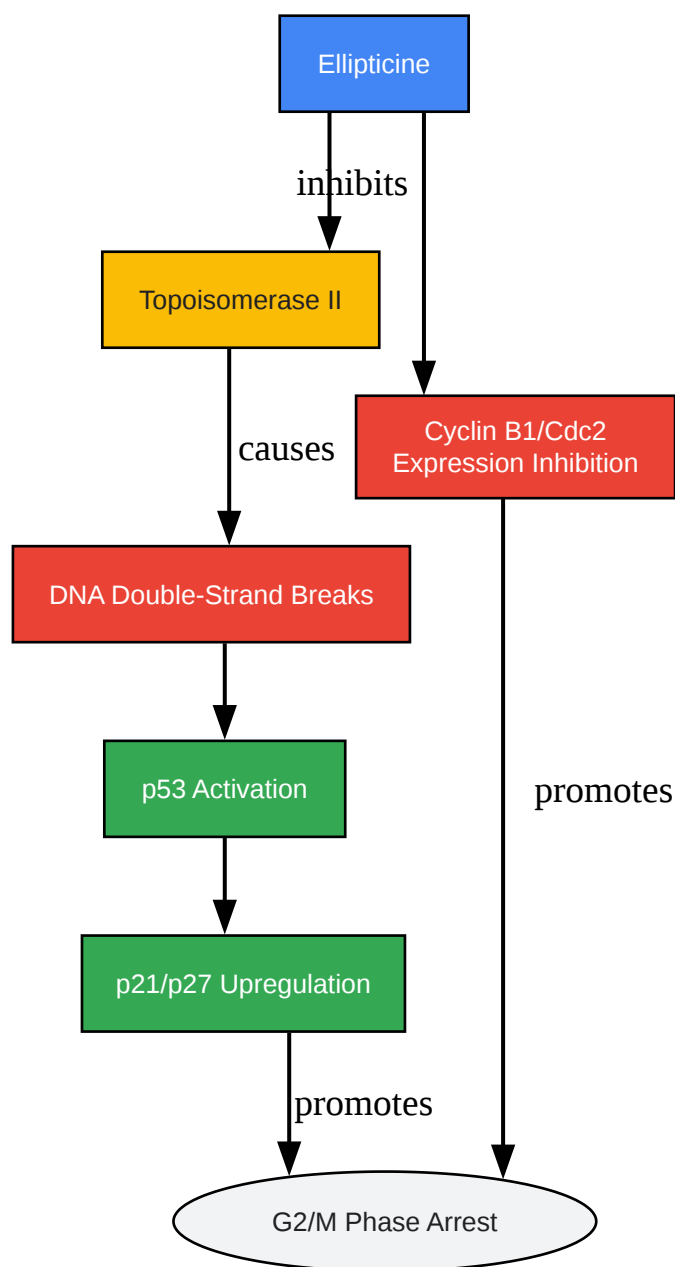 Ellipticine
inhibits
Topoisomerase II
Cyclin B1/Cdc2
Expression Inhibition
causes
DNA Double-Strand Breaks
p53 Activation
promotes
p21/p27 Upregulation
promotes
G2/M Phase Arrest